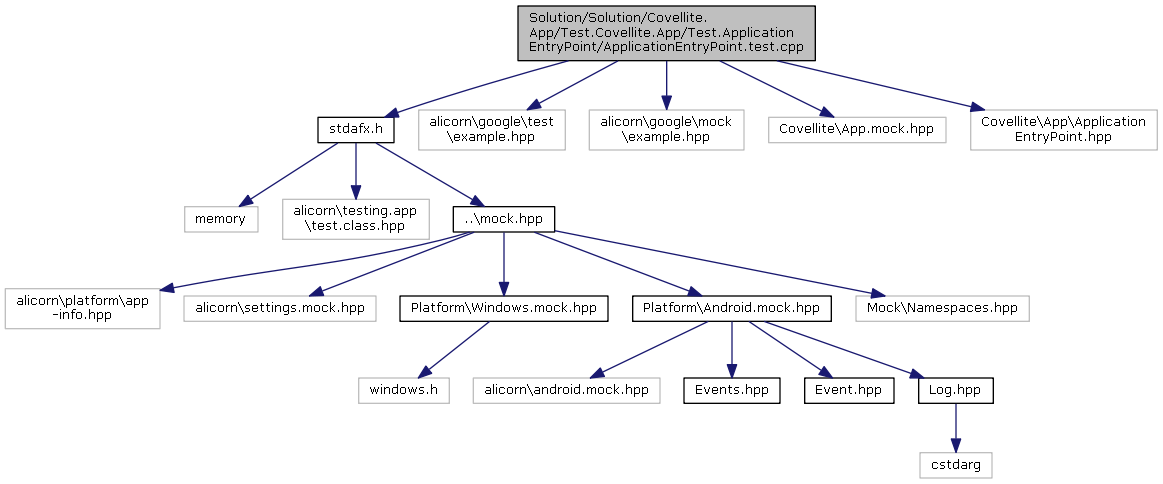 Solution/Solution/Covellite.
App/Test.Covellite.App/Test.Application
EntryPoint/ApplicationEntryPoint.test.cpp
stdafx.h
alicorn\google\test
\example.hpp
alicorn\google\mock
\example.hpp
Covellite\App.mock.hpp
Covellite\App\Application
EntryPoint.hpp
memory
alicorn\testing.app
\test.class.hpp
..\mock.hpp
alicorn\platform\app
-info.hpp
alicorn\settings.mock.hpp
Platform\Windows.mock.hpp
Platform\Android.mock.hpp
Mock\Namespaces.hpp
windows.h
alicorn\android.mock.hpp
Events.hpp
Event.hpp
Log.hpp
cstdarg